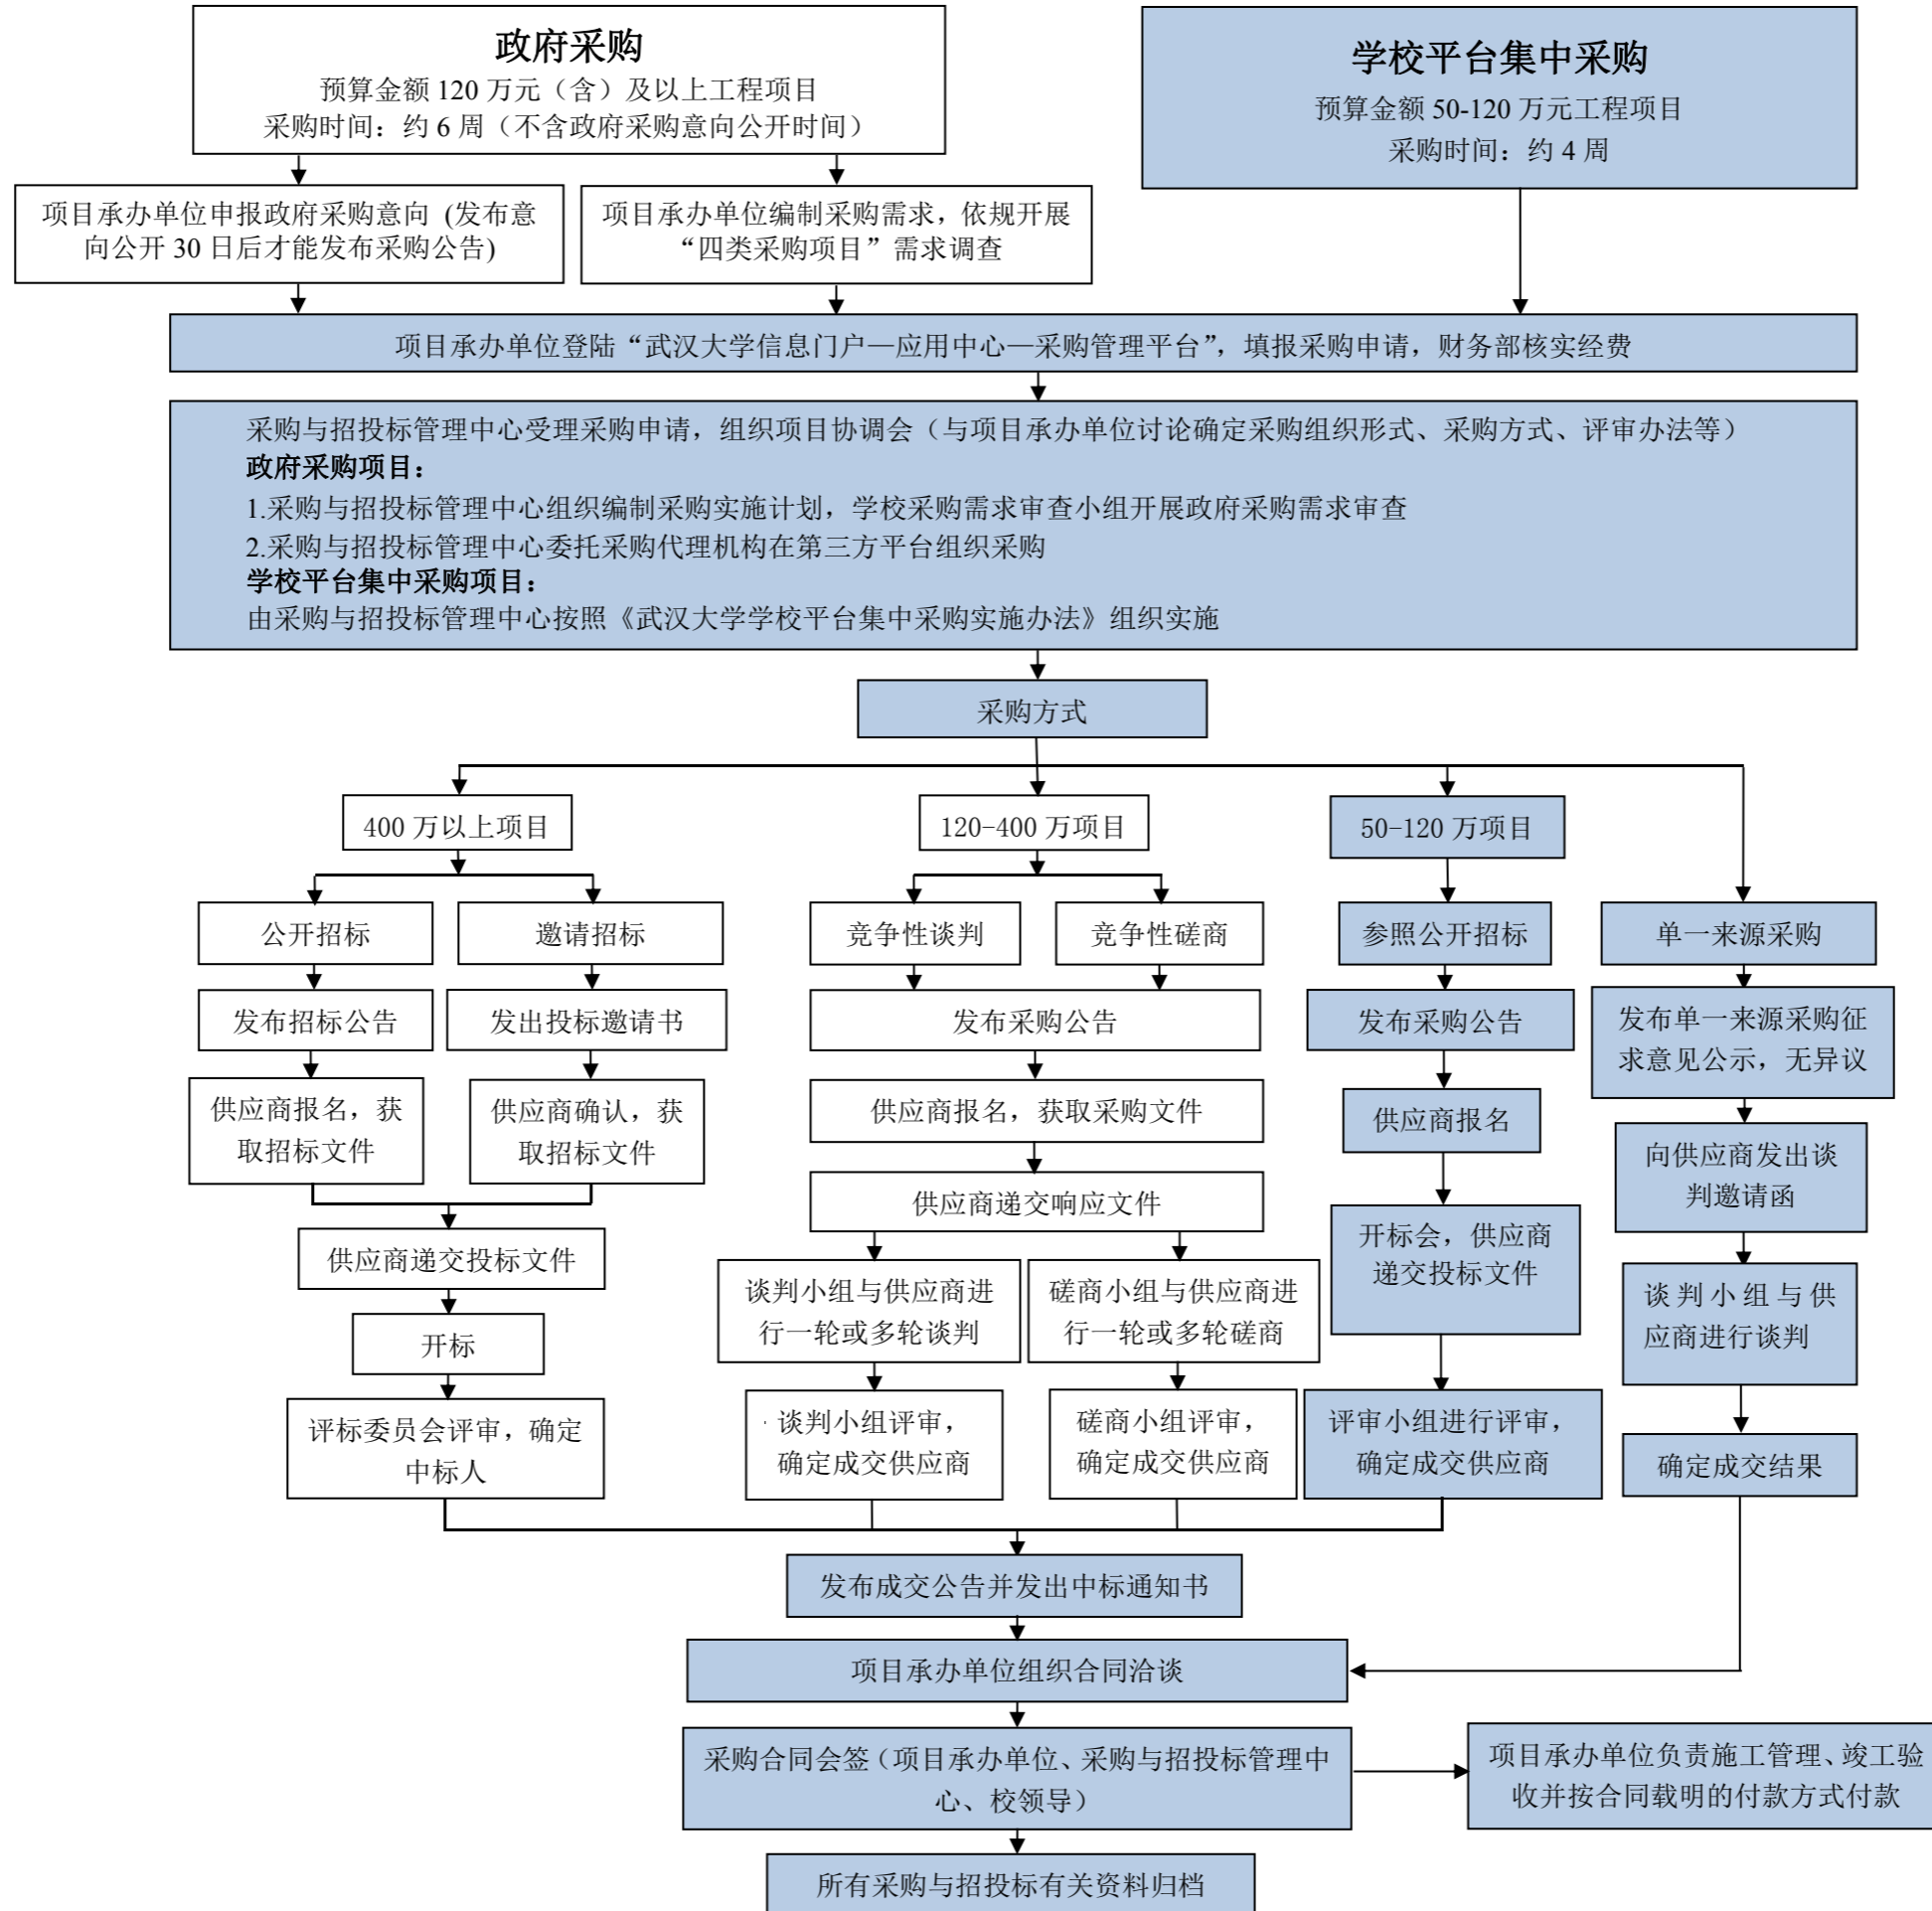 政府采购
预算金额 120 万元（含）及以上工程项目
采购时间：约 6 周（不含政府采购意向公开时间）
学校平台集中采购
预算金额 50-120 万元工程项目
采购时间：约 4 周
项目承办单位申报政府采购意向 (发布意
向公开 30 日后才能发布采购公告)
项目承办单位编制采购需求，依规开展
“四类采购项目”需求调查
项目承办单位登陆“武汉大学信息门户—应用中心—采购管理平台”，填报采购申请，财务部核实经费
采购与招投标管理中心受理采购申请，组织项目协调会（与项目承办单位讨论确定采购组织形式、采购方式、评审办法等）
政府采购项目：
1.采购与招投标管理中心组织编制采购实施计划，学校采购需求审查小组开展政府采购需求审查
2.采购与招投标管理中心委托采购代理机构在第三方平台组织采购
学校平台集中采购项目：
由采购与招投标管理中心按照《武汉大学学校平台集中采购实施办法》组织实施
采购方式
400 万以上项目
120-400 万项目
50-120 万项目
公开招标
邀请招标
竞争性谈判
竞争性磋商
参照公开招标
单一来源采购
发布招标公告
发出投标邀请书
发布采购公告
发布采购公告
发布单一来源采购征
求意见公示，无异议
供应商报名，获
取招标文件
供应商确认，获
取招标文件
供应商报名，获取采购文件
供应商报名
向供应商发出谈
判邀请函
供应商递交投标文件
供应商递交响应文件
开标会，供应商
递交投标文件
开标
谈判小组与供应商进
行一轮或多轮谈判
磋商小组与供应商进
行一轮或多轮磋商
谈判小组与供
应商进行谈判
评标委员会评审，确定
中标人
谈判小组评审，
确定成交供应商
磋商小组评审，
确定成交供应商
评审小组进行评审，
确定成交供应商
确定成交结果
发布成交公告并发出中标通知书
项目承办单位组织合同洽谈
采购合同会签（项目承办单位、采购与招投标管理中
心、校领导）
项目承办单位负责施工管理、竣工验
收并按合同载明的付款方式付款
所有采购与招投标有关资料归档